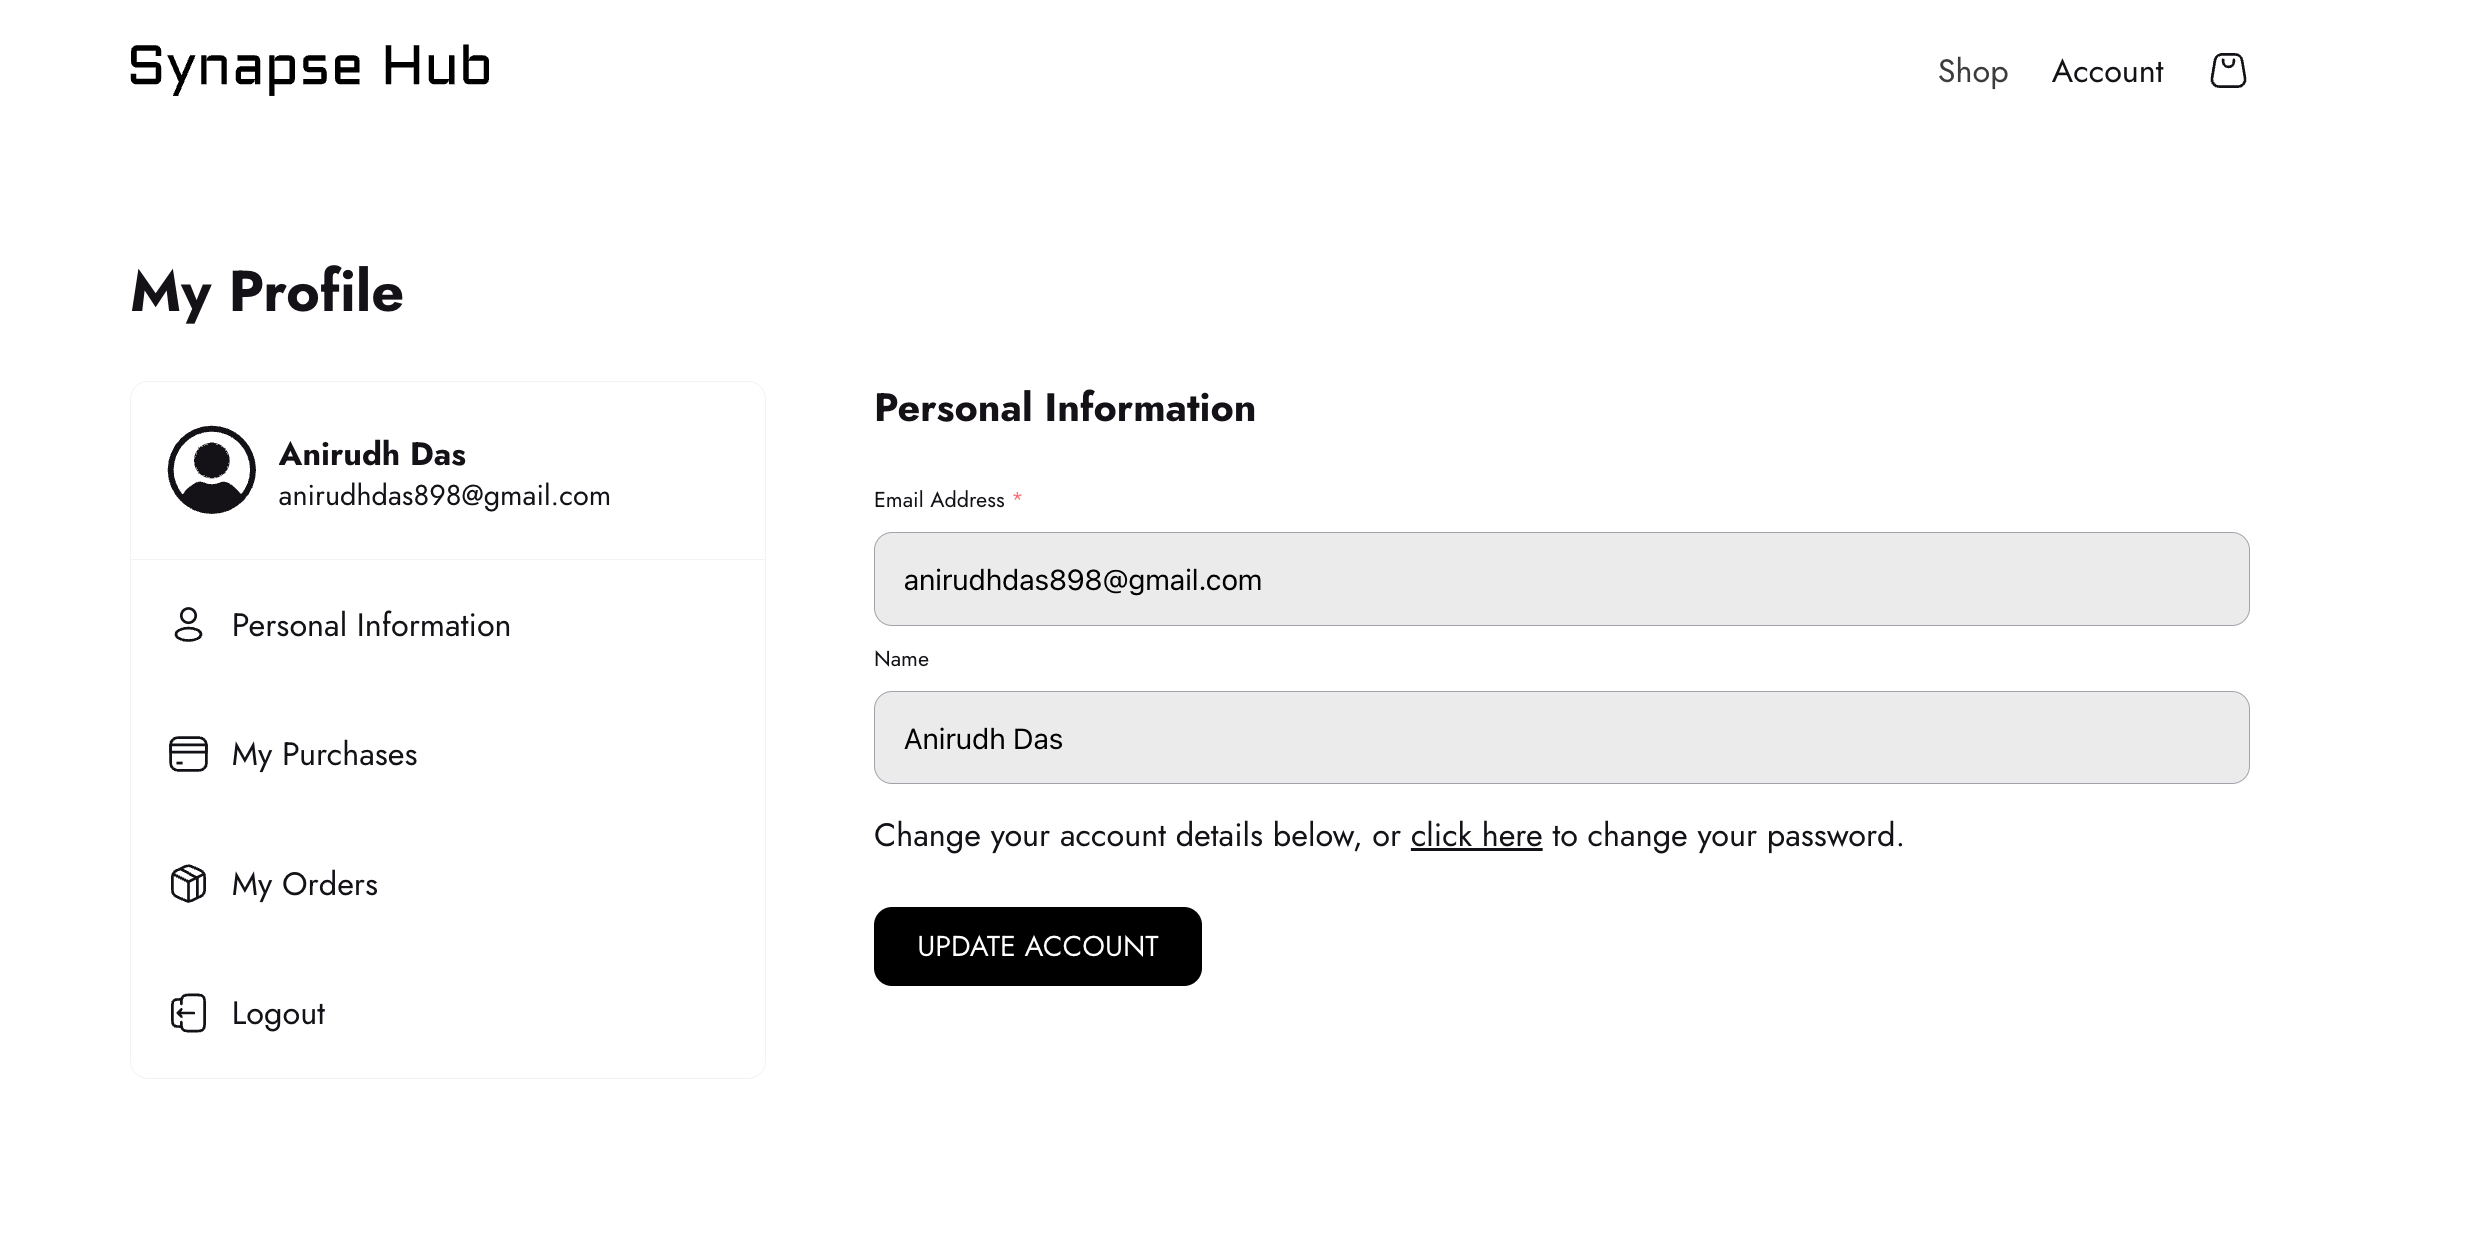 Synapse Hub
Shop
Account
My Profile
Anirudh Das
anirudhdas898@gmail.com
Personal Information
My Purchases
My Orders
Logout
Personal Information
Email Address *
anirudhdas898@gmail.com
Name
Anirudh Das
Change your account details below, or click here to change your password.
UPDATE ACCOUNT